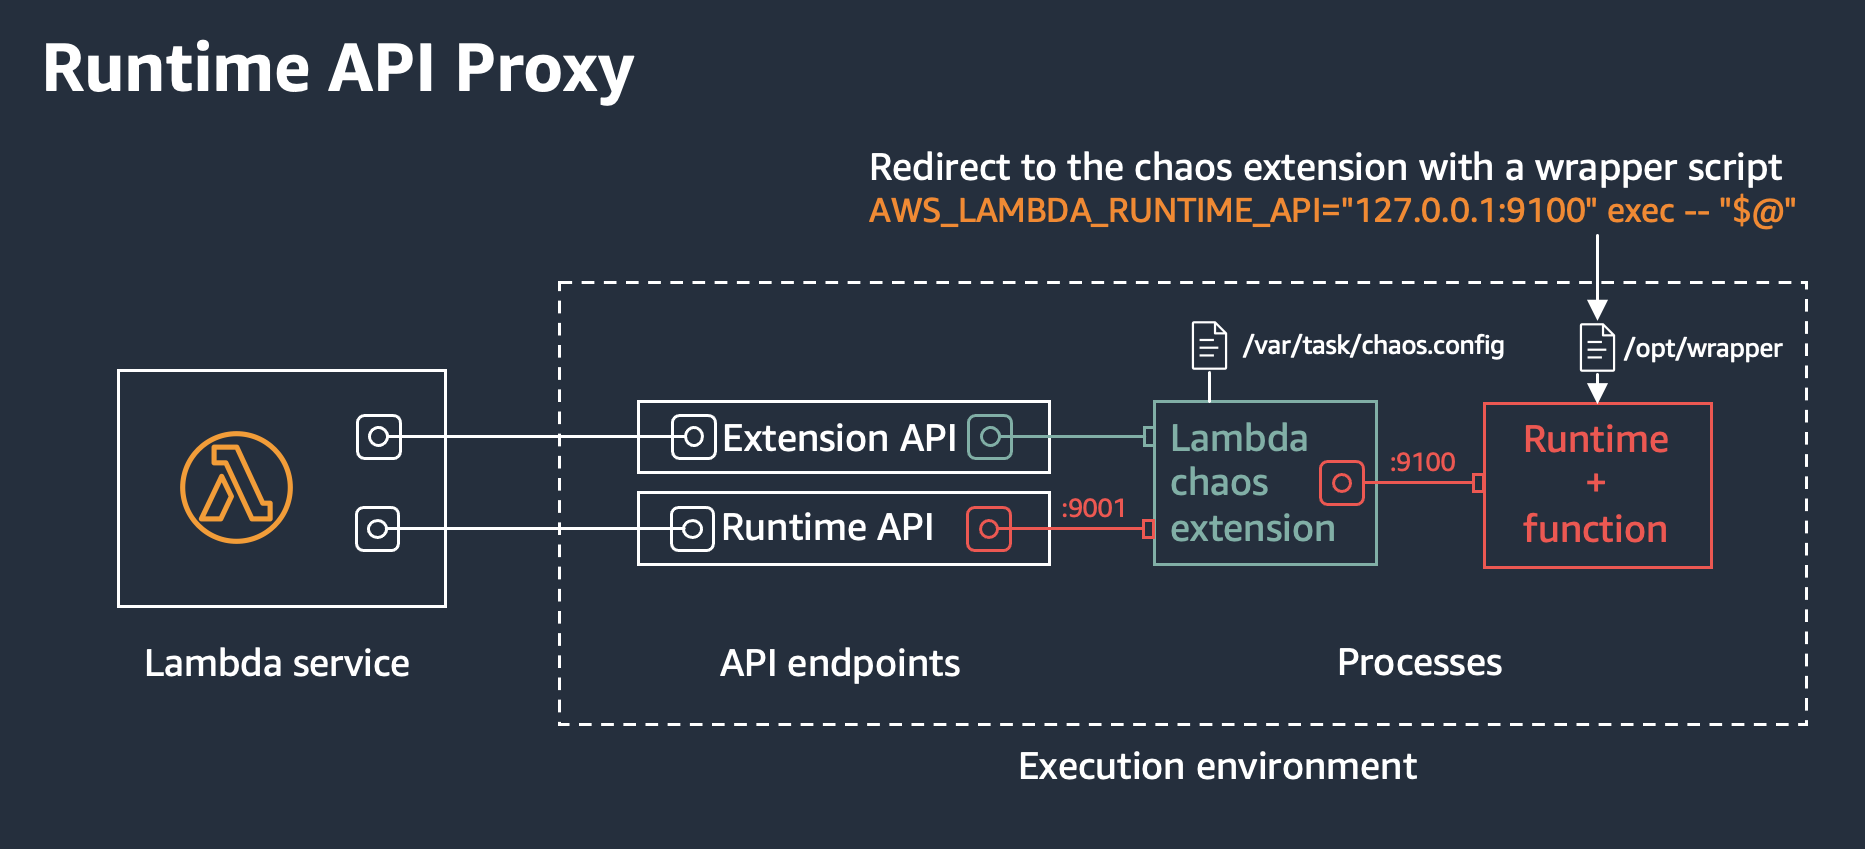 Runtime API Proxy
Redirect to the chaos extension with a wrapper script
AWS_LAMBDA_RUNTIME_API="127.0.0.1:9100" exec -- "$@"
/var/task/chaos.config
/opt/wrapper
Extension API
Runtime API
:9001
Lambda
chaos
extension
:9100
Runtime
+
function
Lambda service
API endpoints
Processes
Execution environment